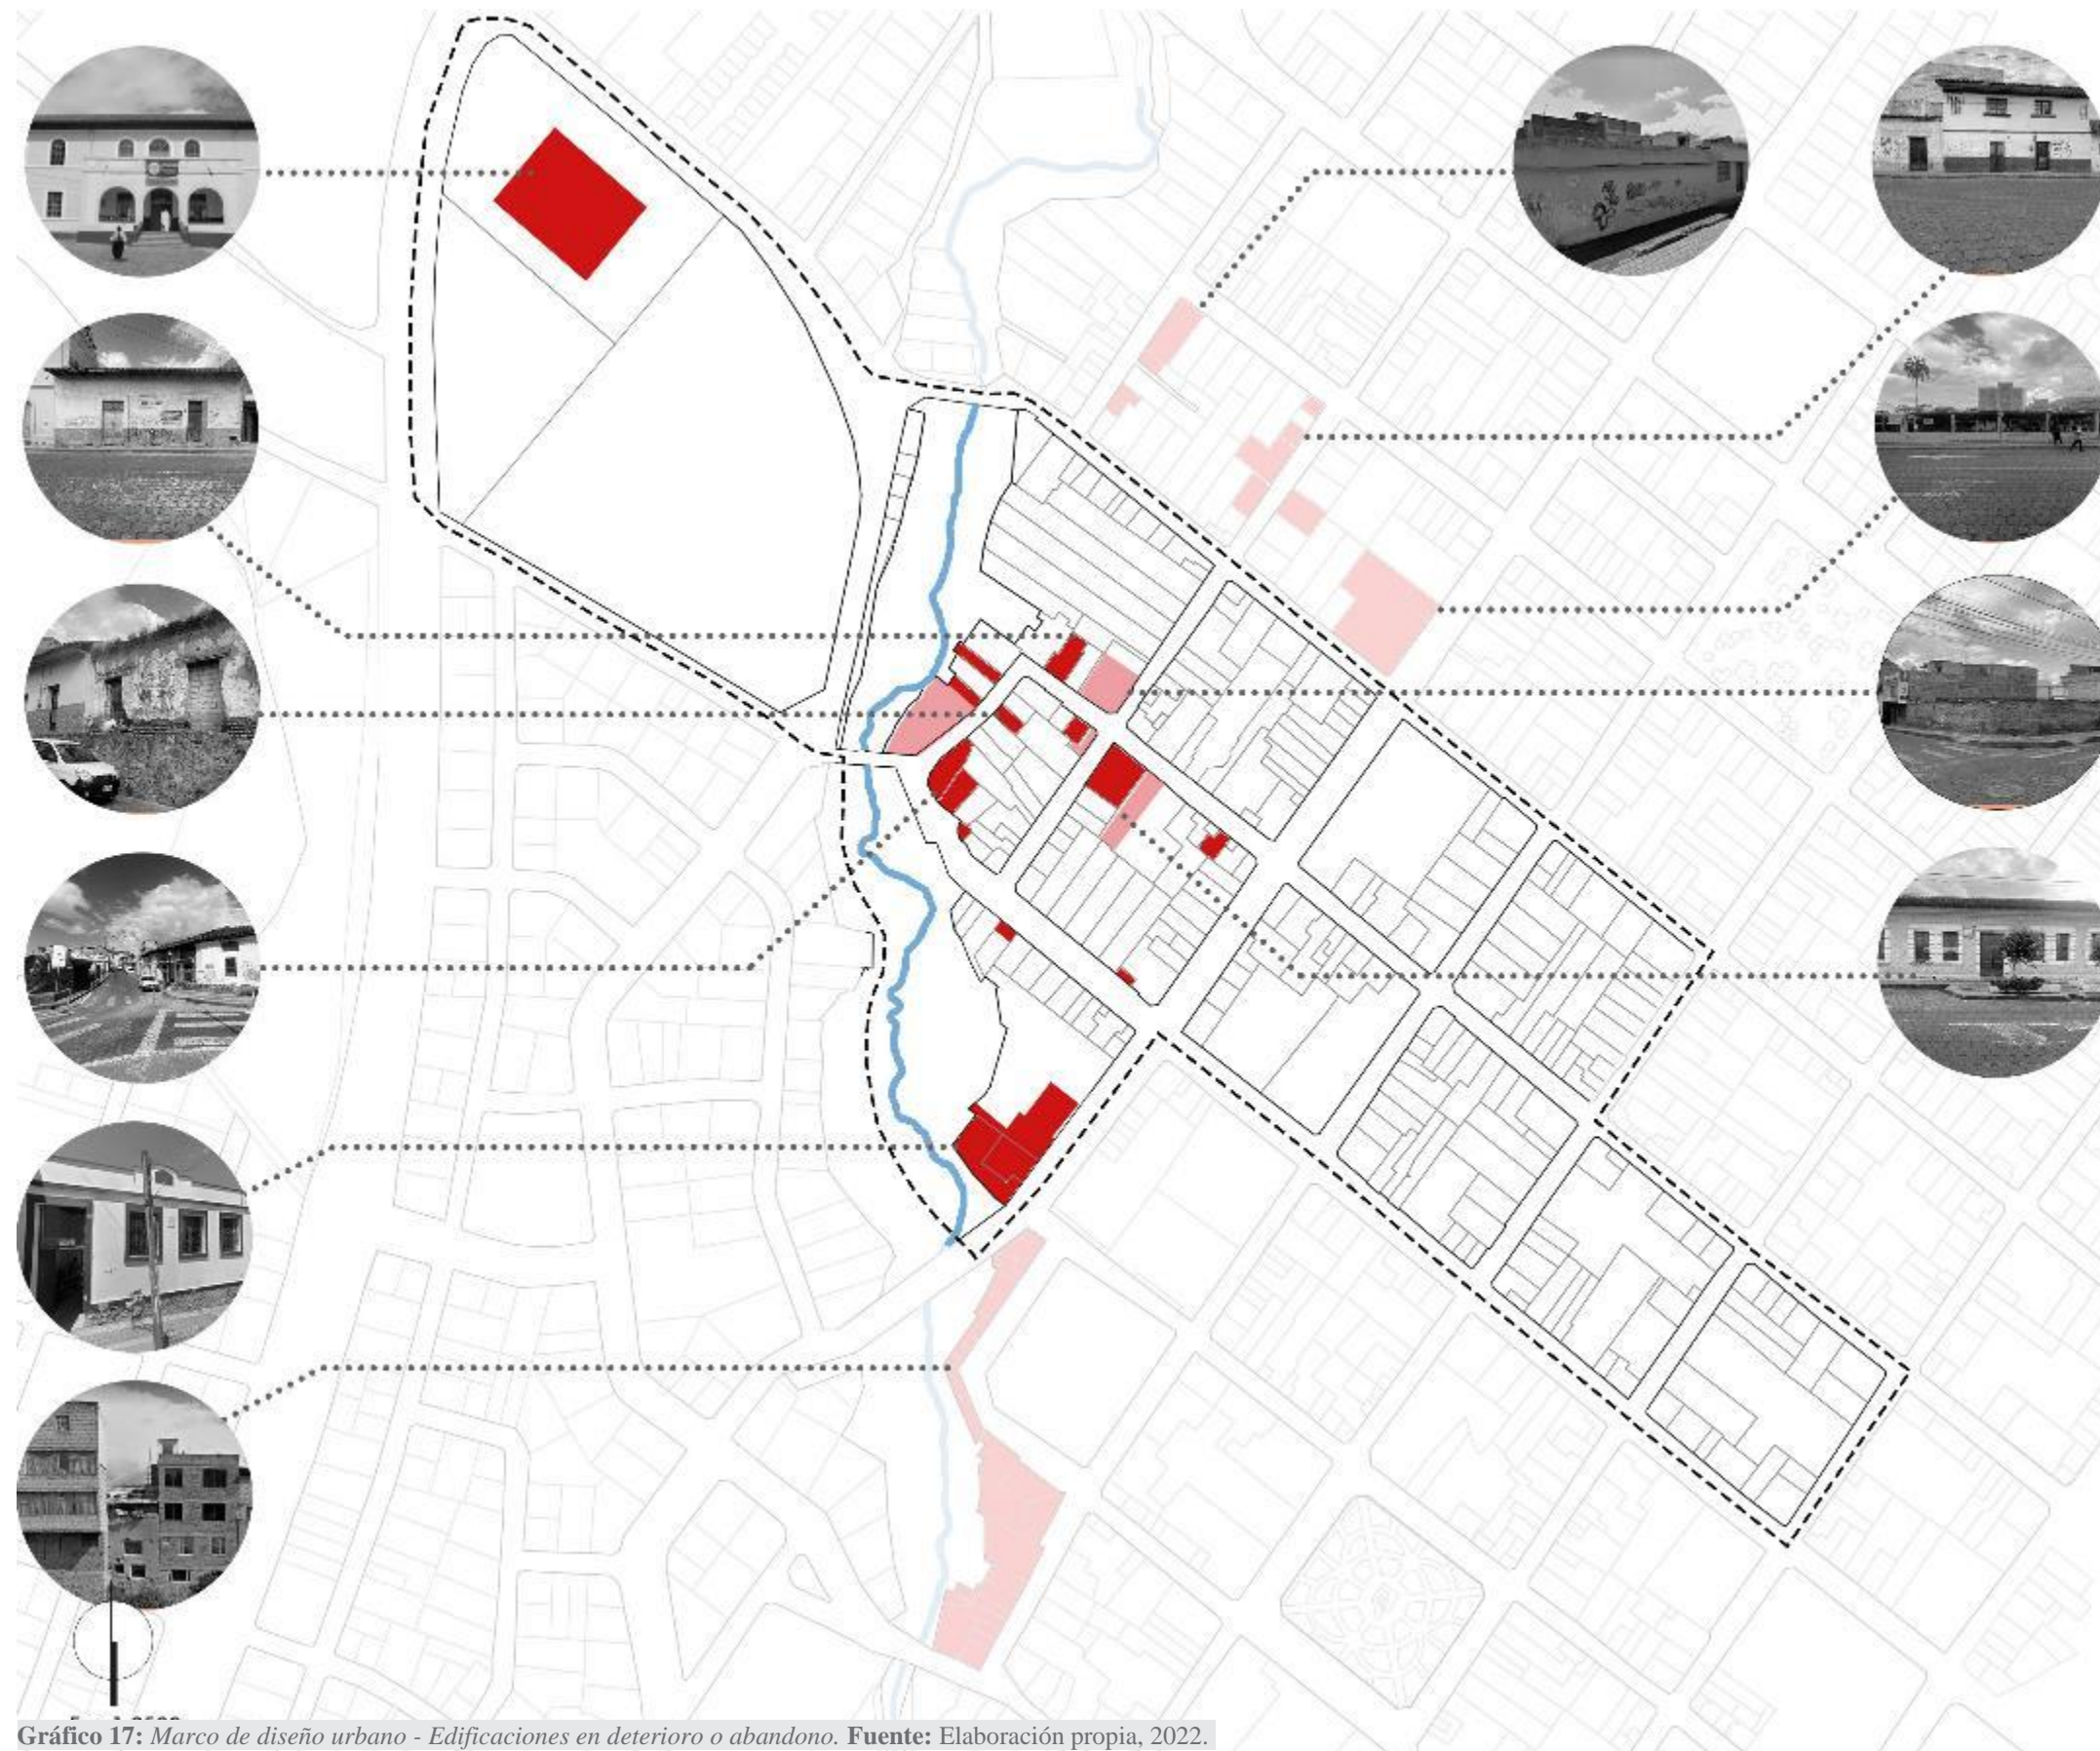 Gráfico 17: Marco de diseño urbano - Edificaciones en deterioro o abandono. Fuente: Elaboración propia, 2022.